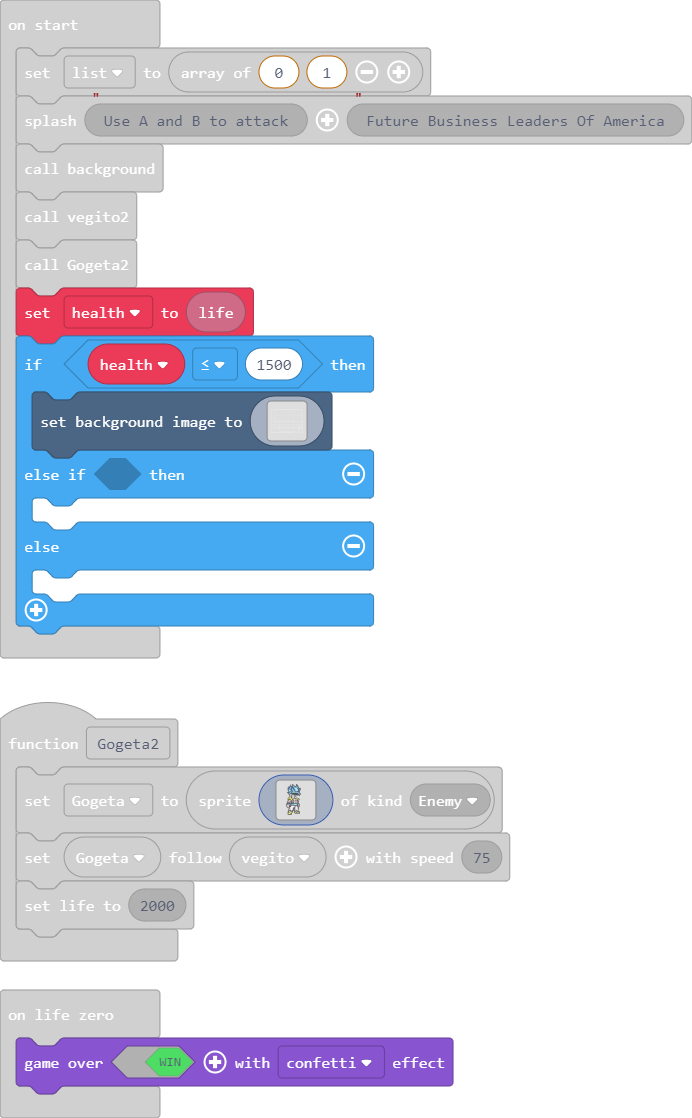 on start
set list to array of 0 1
splash " Use A and B to attack " Future Business Leaders Of America
call background
call vegito2
call Gogeta2
set health to life
if health ≤ 1500 then
set background image to
else if then
else
function Gogeta2
set Gogeta to sprite of kind Enemy
set Gogeta follow vegito with speed 75
set life to 2000
on life zero
game over WIN with confetti effect